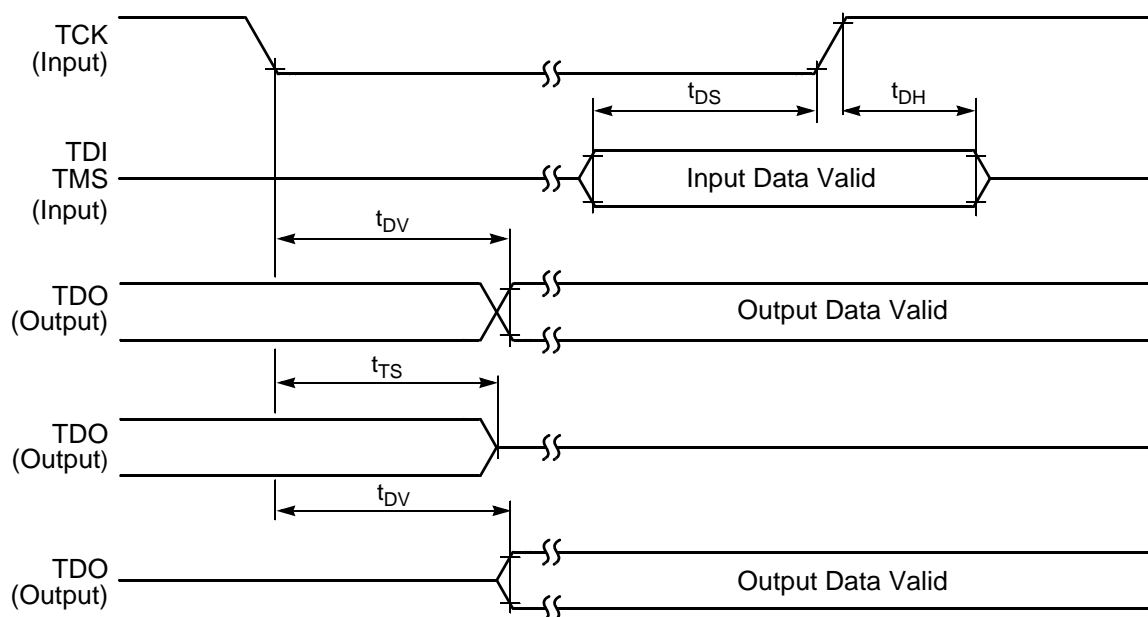 TCK
(Input)
tDS
tDH
TDI
TMS
(Input)
Input Data Valid
tDV
TDO
(Output)
Output Data Valid
tTS
TDO
(Output)
tDV
TDO
(Output)
Output Data Valid